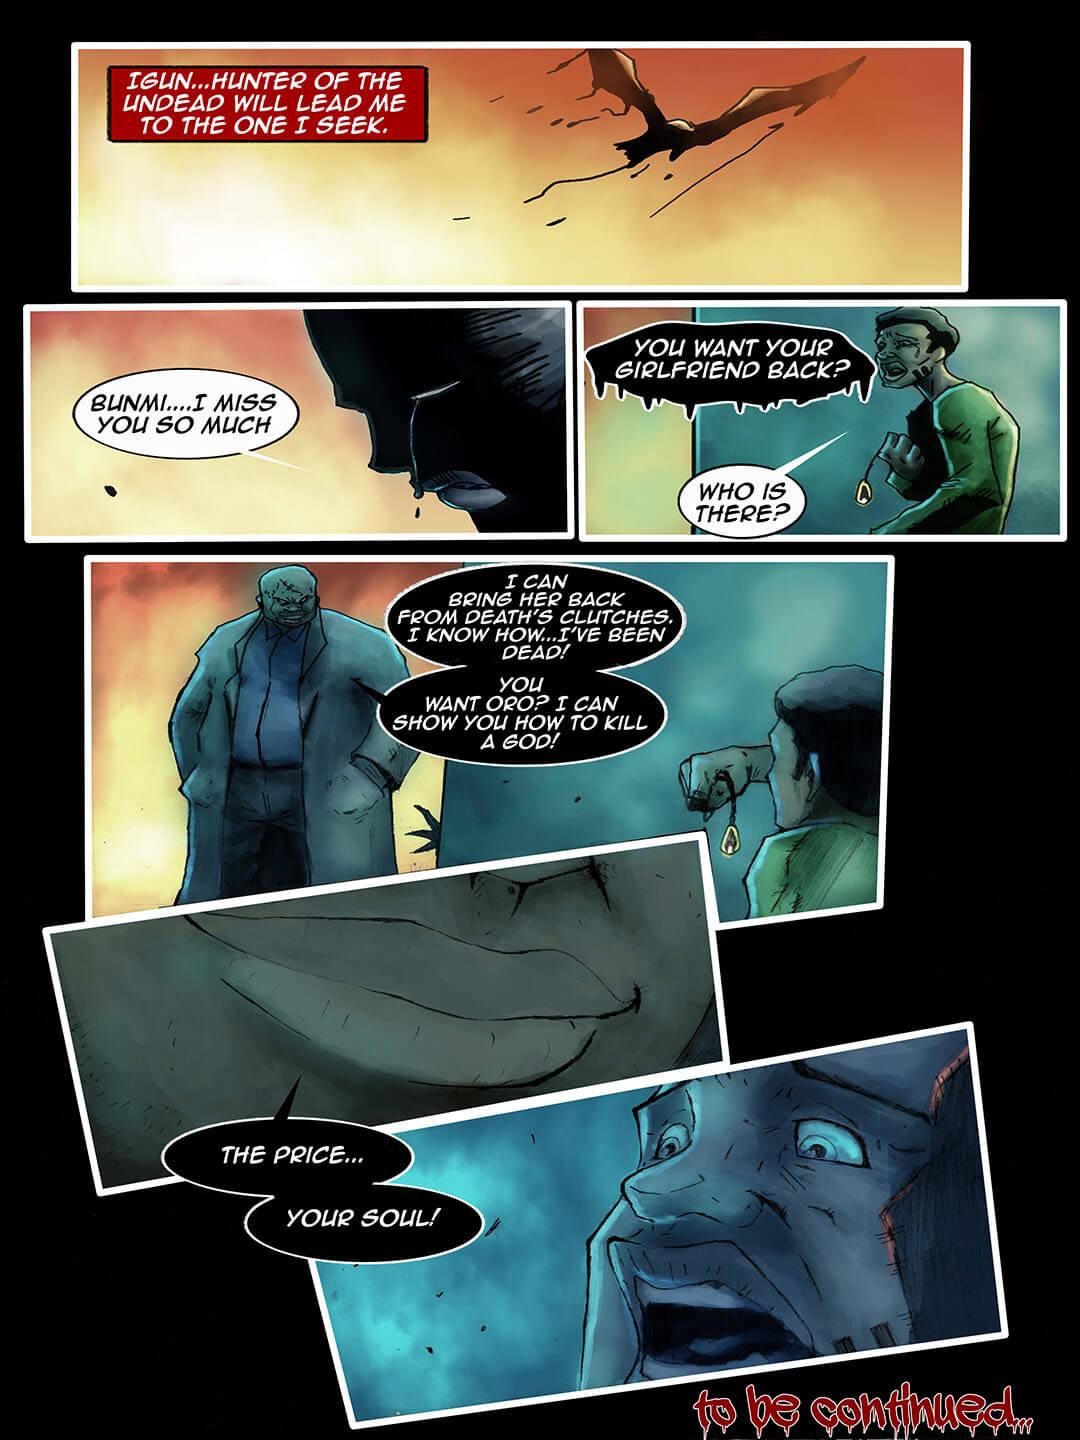 IGUN...HUNTER OF THE
UNDEAD WILL LEAD ME
TO THE ONE I SEEK.
BUNMI....I MISS
YOU SO MUCH
YOU WANT YOUR
GIRLFRIEND BACK?
WHO IS
THERE?
I CAN
BRING HER BACK
FROM DEATH'S CLUTCHES.
I KNOW HOW...I'VE BEEN
DEAD!
YOU
WANT ORO? I CAN
SHOW YOU HOW TO KILL
A GOD!
THE PRICE...
YOUR SOUL!
to be continued...